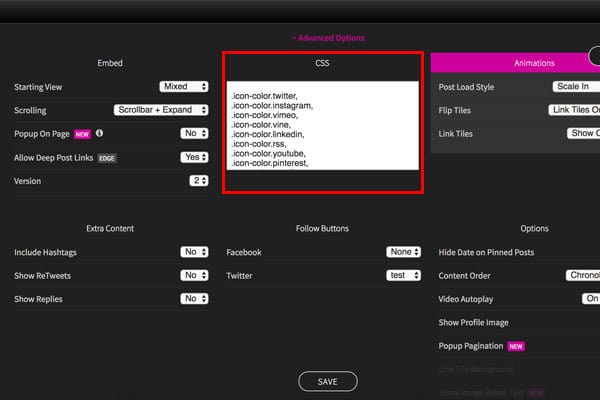 Advanced Options
Embed
Starting View Mixed
Scrolling Scrollbar + Expand
Popup On Page NEW No
Allow Deep Post Links EDGE Yes
Version 2
CSS
.icon-color.twitter,
.icon-color.instagram,
.icon-color.vimeo,
.icon-color.vine,
.icon-color.linkedin,
.icon-color.rss,
.icon-color.youtube,
.icon-color.pinterest,
Animations
Post Load Style Scale In
Flip Tiles Link Tiles On
Link Tiles Show
Extra Content
Include Hashtags No
Show ReTweets No
Show Replies No
Follow Buttons
Facebook None
Twitter test
Options
Hide Date on Pinned Posts
Content Order Chronol
Video Autoplay On
Show Profile Image
Popup Pagination NEW
Link Tile Background
SAVE